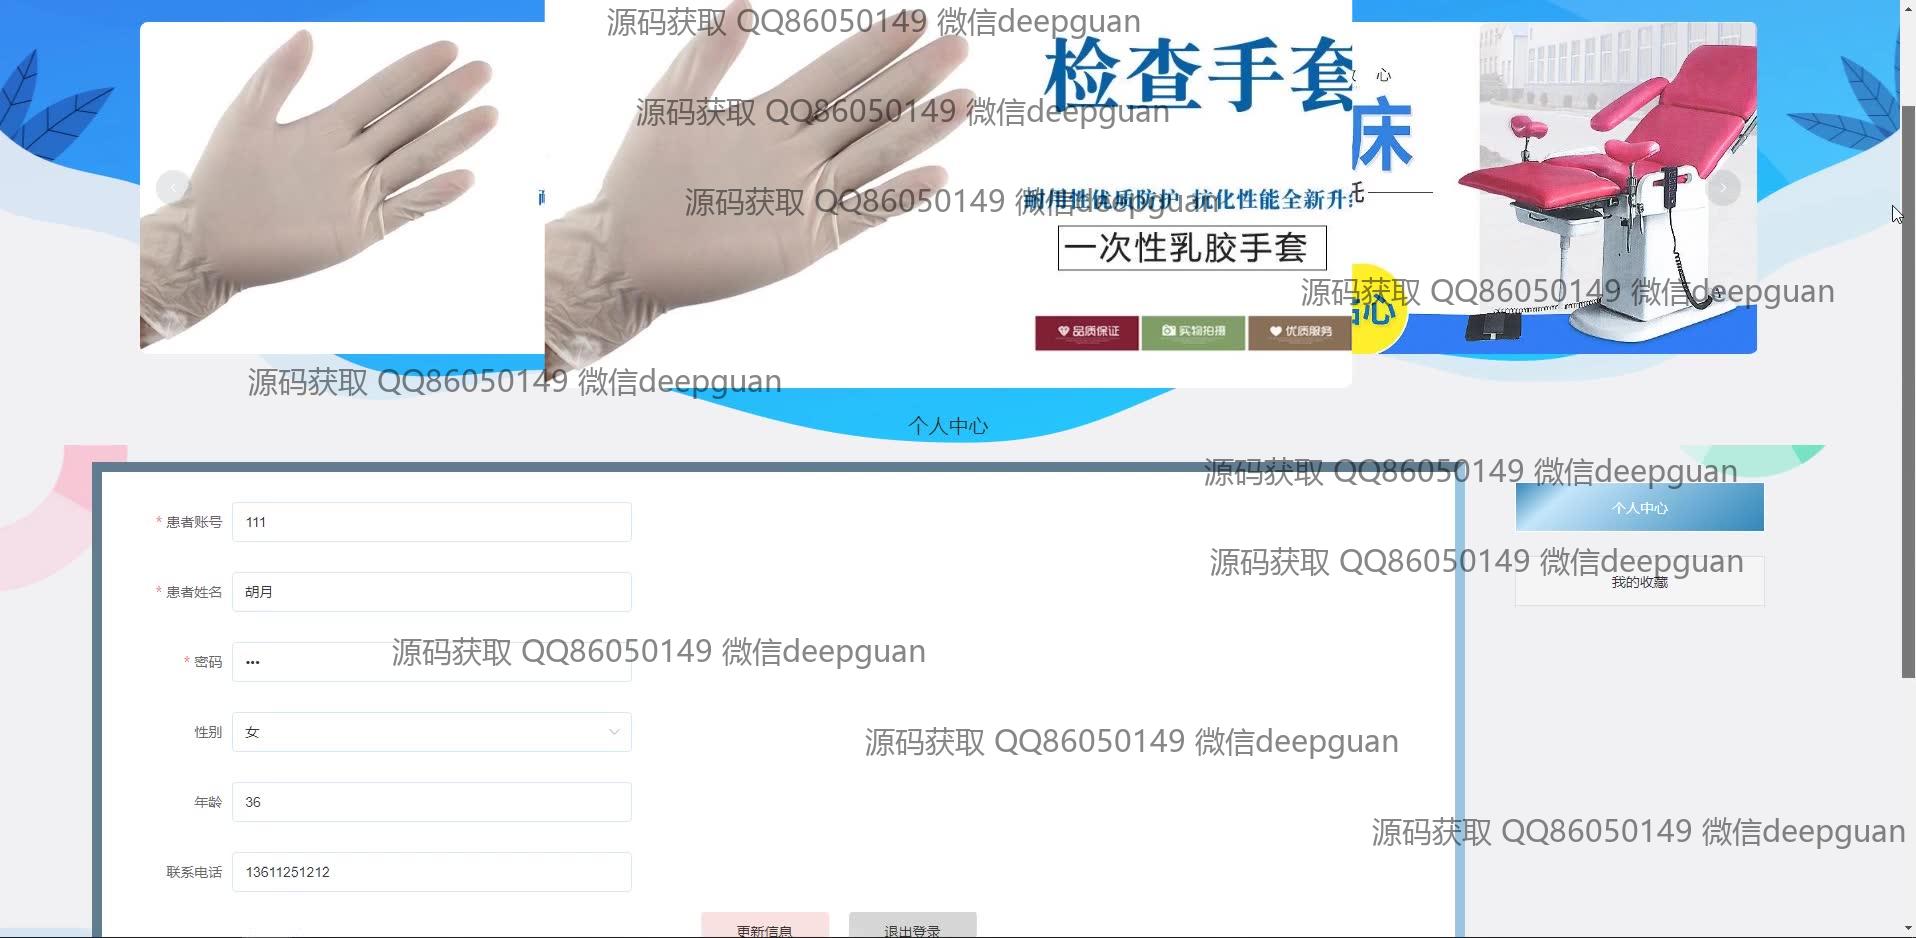 源码获取 QQ86050149 微信deepguan
检查手套
心
源码获取 QQ86050149 微信deepguan
床
源码获取 QQ86050149 微信deepguan
耐用性优质防护 抗化性能全新升
托
一次性乳胶手套
源码获取 QQ86050149 微信deepguan
心
品质保证
实物拍摄
优质服务
源码获取 QQ86050149 微信deepguan
个人中心
源码获取 QQ86050149 微信deepguan
个人中心
* 患者账号 111
源码获取 QQ86050149 微信deepguan
我的收藏
* 患者姓名 胡月
源码获取 QQ86050149 微信deepguan
* 密码 •••
性别 女
源码获取 QQ86050149 微信deepguan
年龄 36
源码获取 QQ86050149 微信deepguan
联系电话 13611251212
更新信息
退出登录